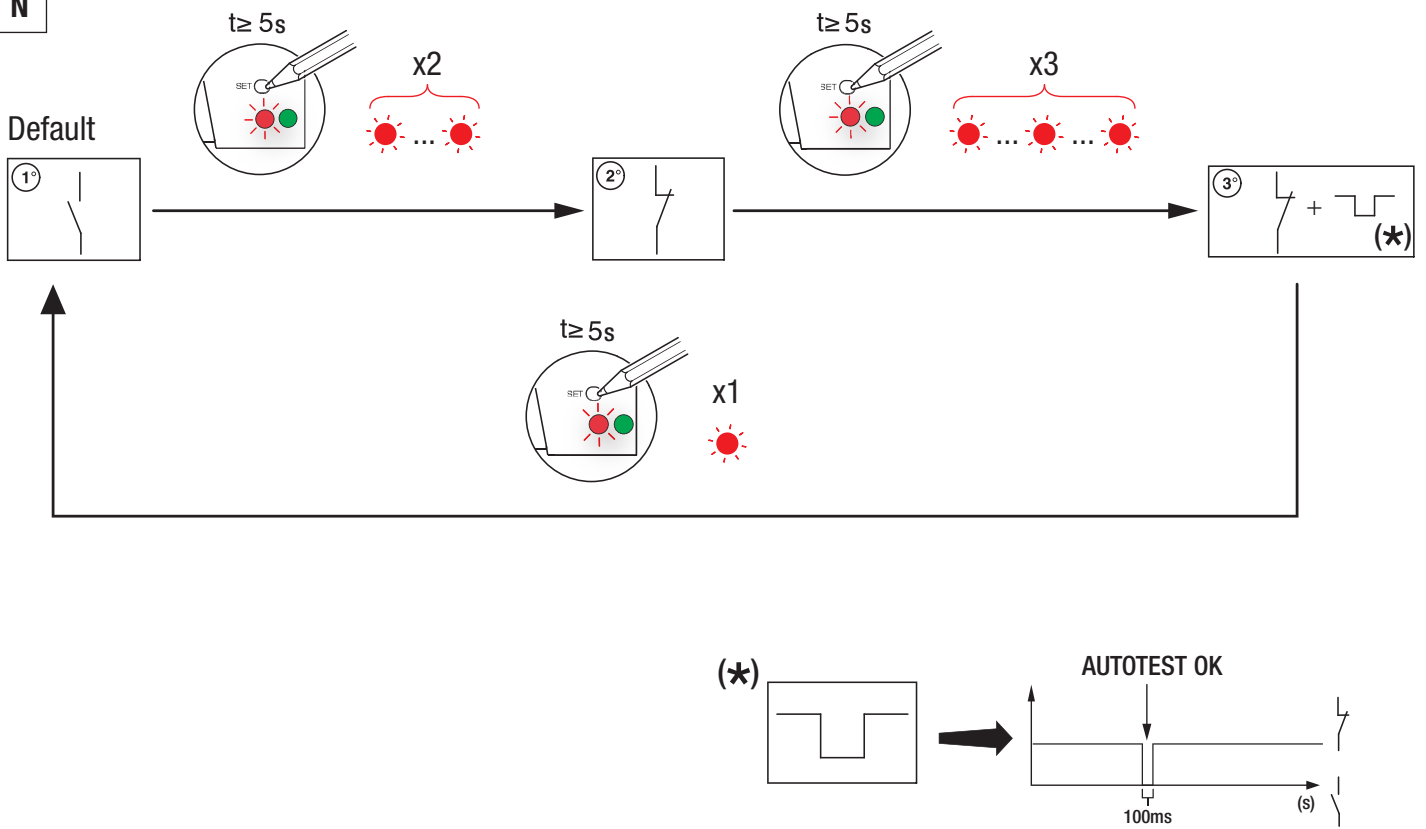 N
t≥ 5s
SET
x2
...
t≥ 5s
SET
x3
... ...
Default
1°
2°
3°
+
(*)
t≥ 5s
SET
x1
(*)
AUTOTEST OK
100ms
(s)